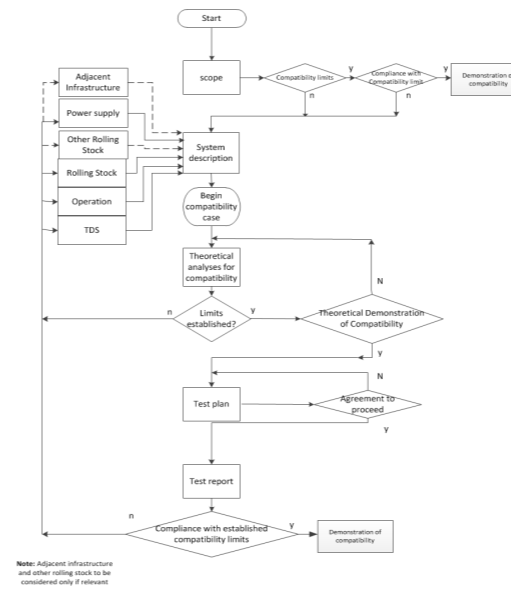 Start
scope
Compatibility limits
y
Compliance with
Compatibility limit
y
Demonstration o
compatibility
n
n
Adjacent
Infrastructure
Power supply
Other Rolling
Stock
Rolling Stock
Operation
TDS
System
description
Begin
compatibility
case
Theoretical
analyses for
compatibility
N
n
Limits
established?
y
Theoretical Demonstration
of Compatibility
y
N
Test plan
Agreement to
proceed
y
Test report
n
Compliance with established
compatibility limits
y
Demonstration of
compatibility
Note: Adjacent infrastructure
and other rolling stock to be
considered only if relevant